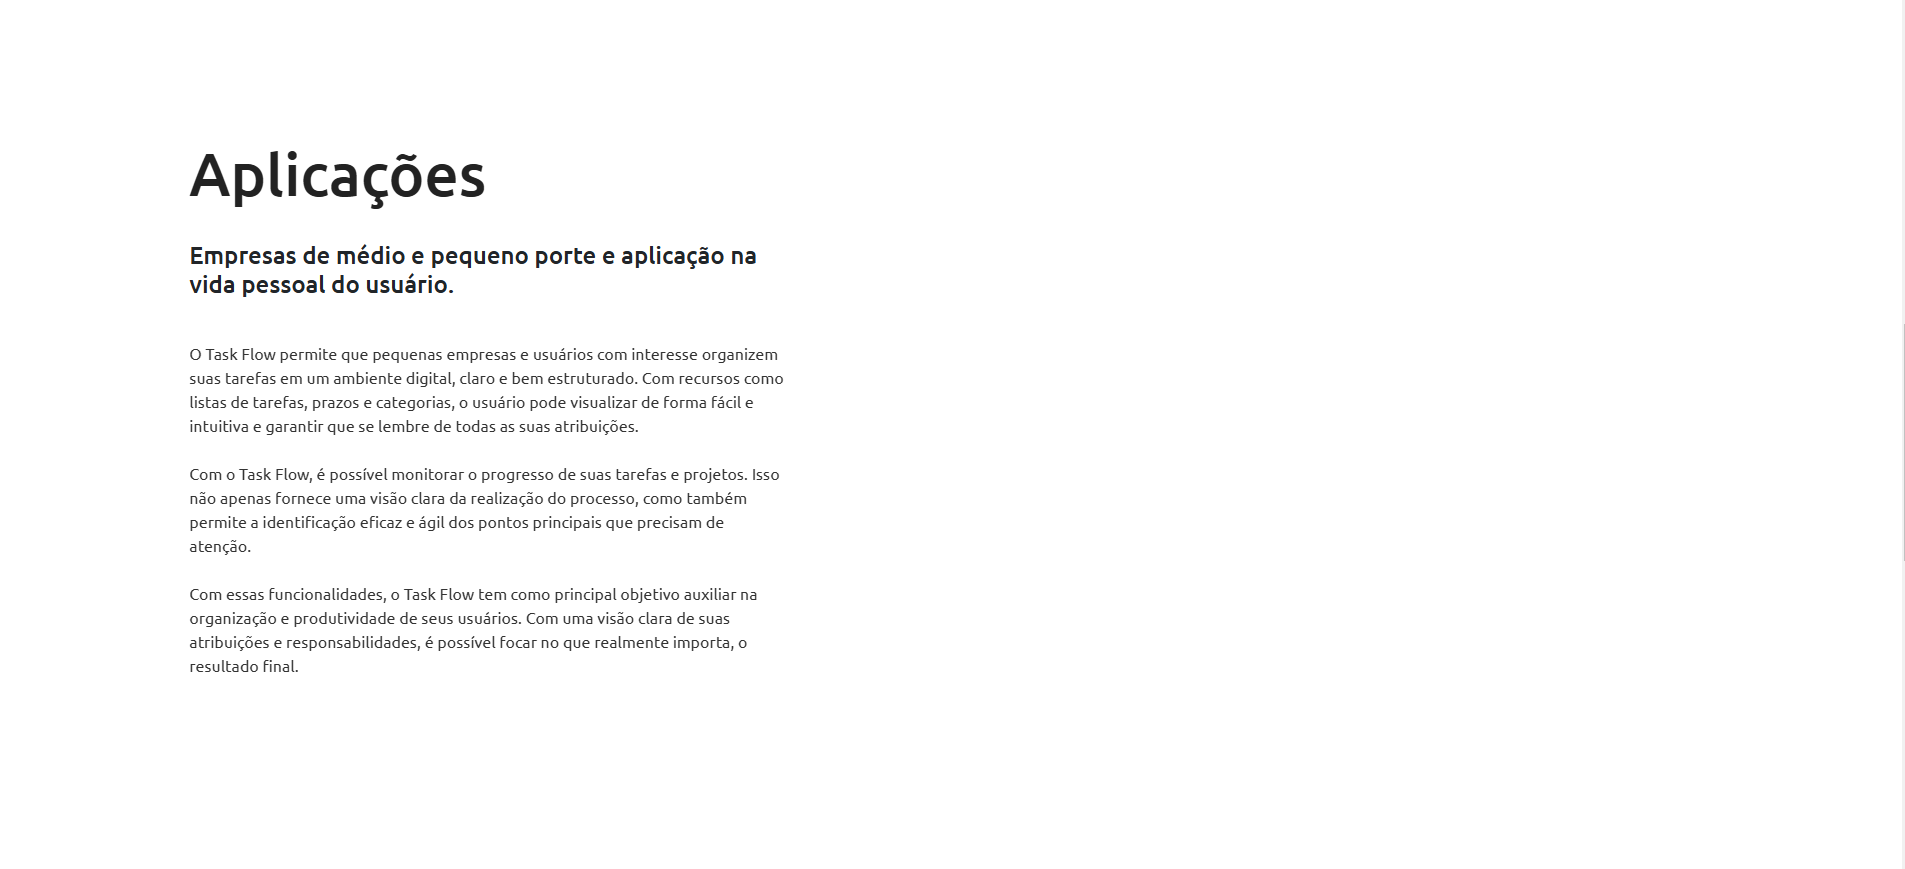 Aplicações
Empresas de médio e pequeno porte e aplicação na
vida pessoal do usuário.
O Task Flow permite que pequenas empresas e usuários com interesse organizem
suas tarefas em um ambiente digital, claro e bem estruturado. Com recursos como
listas de tarefas, prazos e categorias, o usuário pode visualizar de forma fácil e
intuitiva e garantir que se lembre de todas as suas atribuições.
Com o Task Flow, é possível monitorar o progresso de suas tarefas e projetos. Isso
não apenas fornece uma visão clara da realização do processo, como também
permite a identificação eficaz e ágil dos pontos principais que precisam de
atenção.
Com essas funcionalidades, o Task Flow tem como principal objetivo auxiliar na
organização e produtividade de seus usuários. Com uma visão clara de suas
atribuições e responsabilidades, é possível focar no que realmente importa, o
resultado final.